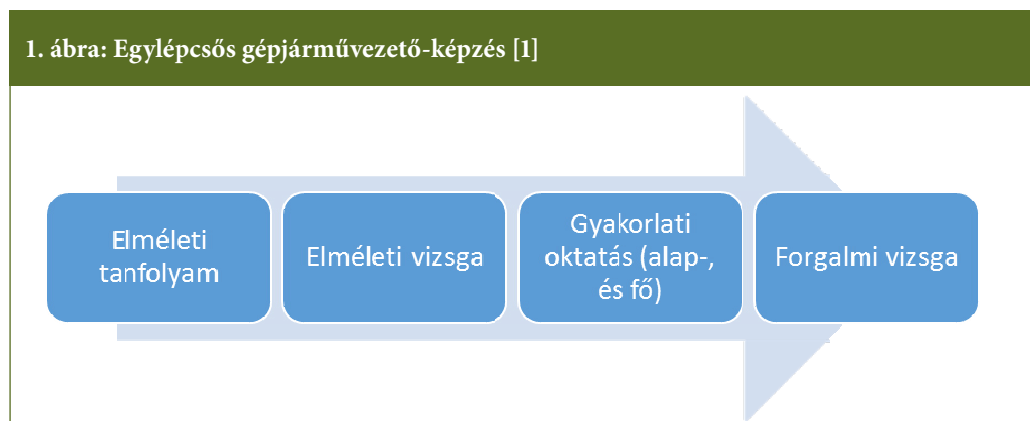 1. ábra: Egylépcsős gépjárművezető-képzés [1]
Elméleti
tanfolyam
Elméleti vizsga
Gyakorlati
oktatás (alap-,
és fő)
Forgalmi vizsga